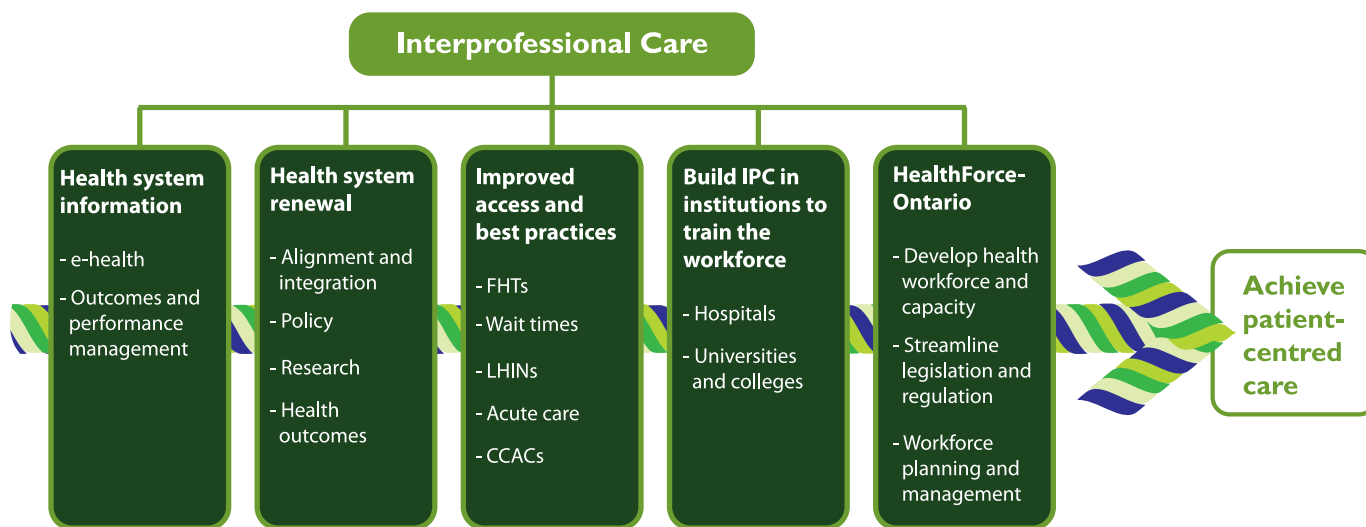 Interprofessional Care
Health system
information
- e-health
- Outcomes and
performance
management
Health system
renewal
- Alignment and
integration
- Policy
- Research
- Health
outcomes
Improved
access and
best practices
- FHTs
- Wait times
- LHINs
- Acute care
- CCACs
Build IPC in
institutions to
train the
workforce
- Hospitals
- Universities
and colleges
HealthForce-
Ontario
- Develop health
workforce and
capacity
- Streamline
legislation and
regulation
- Workforce
planning and
management
Achieve
patient-
centred
care